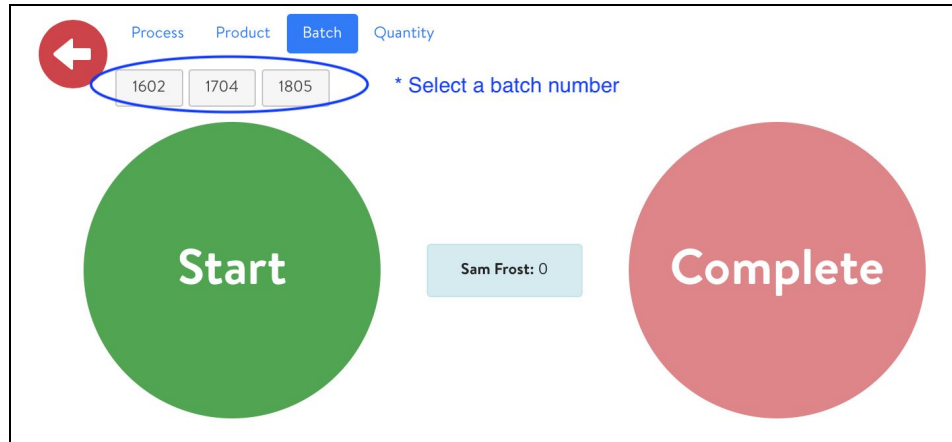 Process Product Batch Quantity
1602 1704 1805 * Select a batch number
Start
Sam Frost: 0
Complete